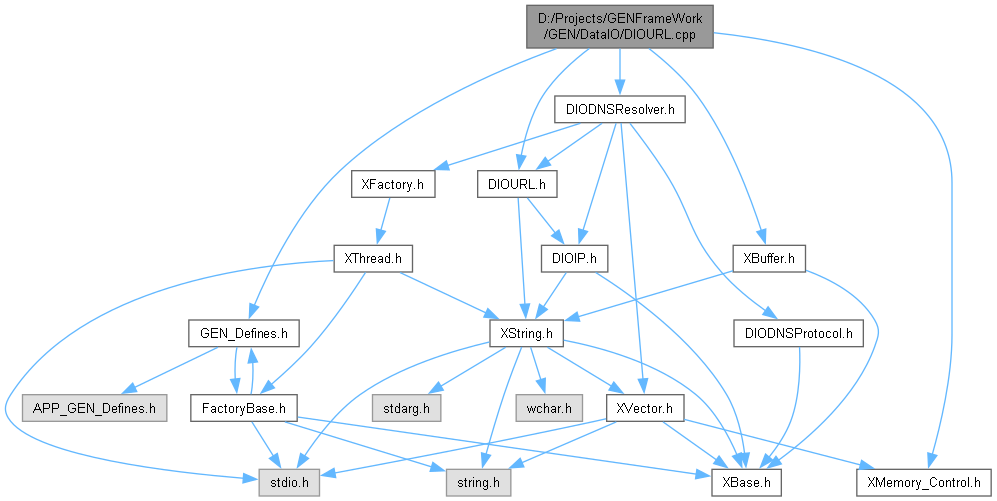 D:/Projects/GENFrameWork
/GEN/DataIO/DIOURL.cpp
DIODNSResolver.h
XFactory.h
DIOURL.h
XThread.h
DIOIP.h
XBuffer.h
GEN_Defines.h
XString.h
DIODNSProtocol.h
APP_GEN_Defines.h
FactoryBase.h
stdarg.h
wchar.h
XVector.h
stdio.h
string.h
XBase.h
XMemory_Control.h